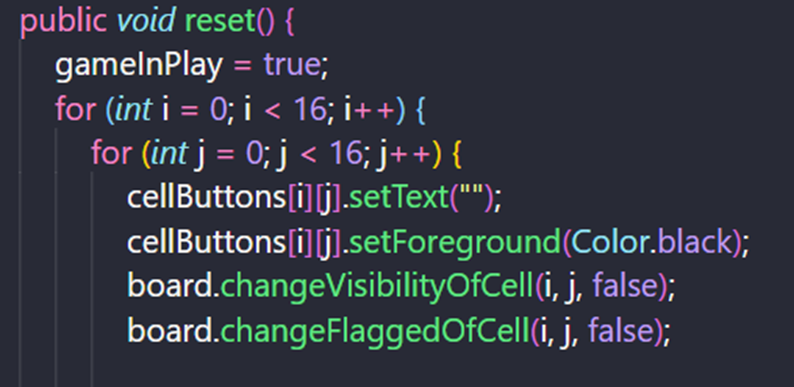 public void reset() {
gameInPlay = true;
for (int i = 0; i < 16; i++) {
for (int j = 0; j < 16; j++) {
cellButtons[i][j].setText("");
cellButtons[i][j].setForeground(Color.black);
board.changeVisibilityOfCell(i, j, false);
board.changeFlaggedOfCell(i, j, false);